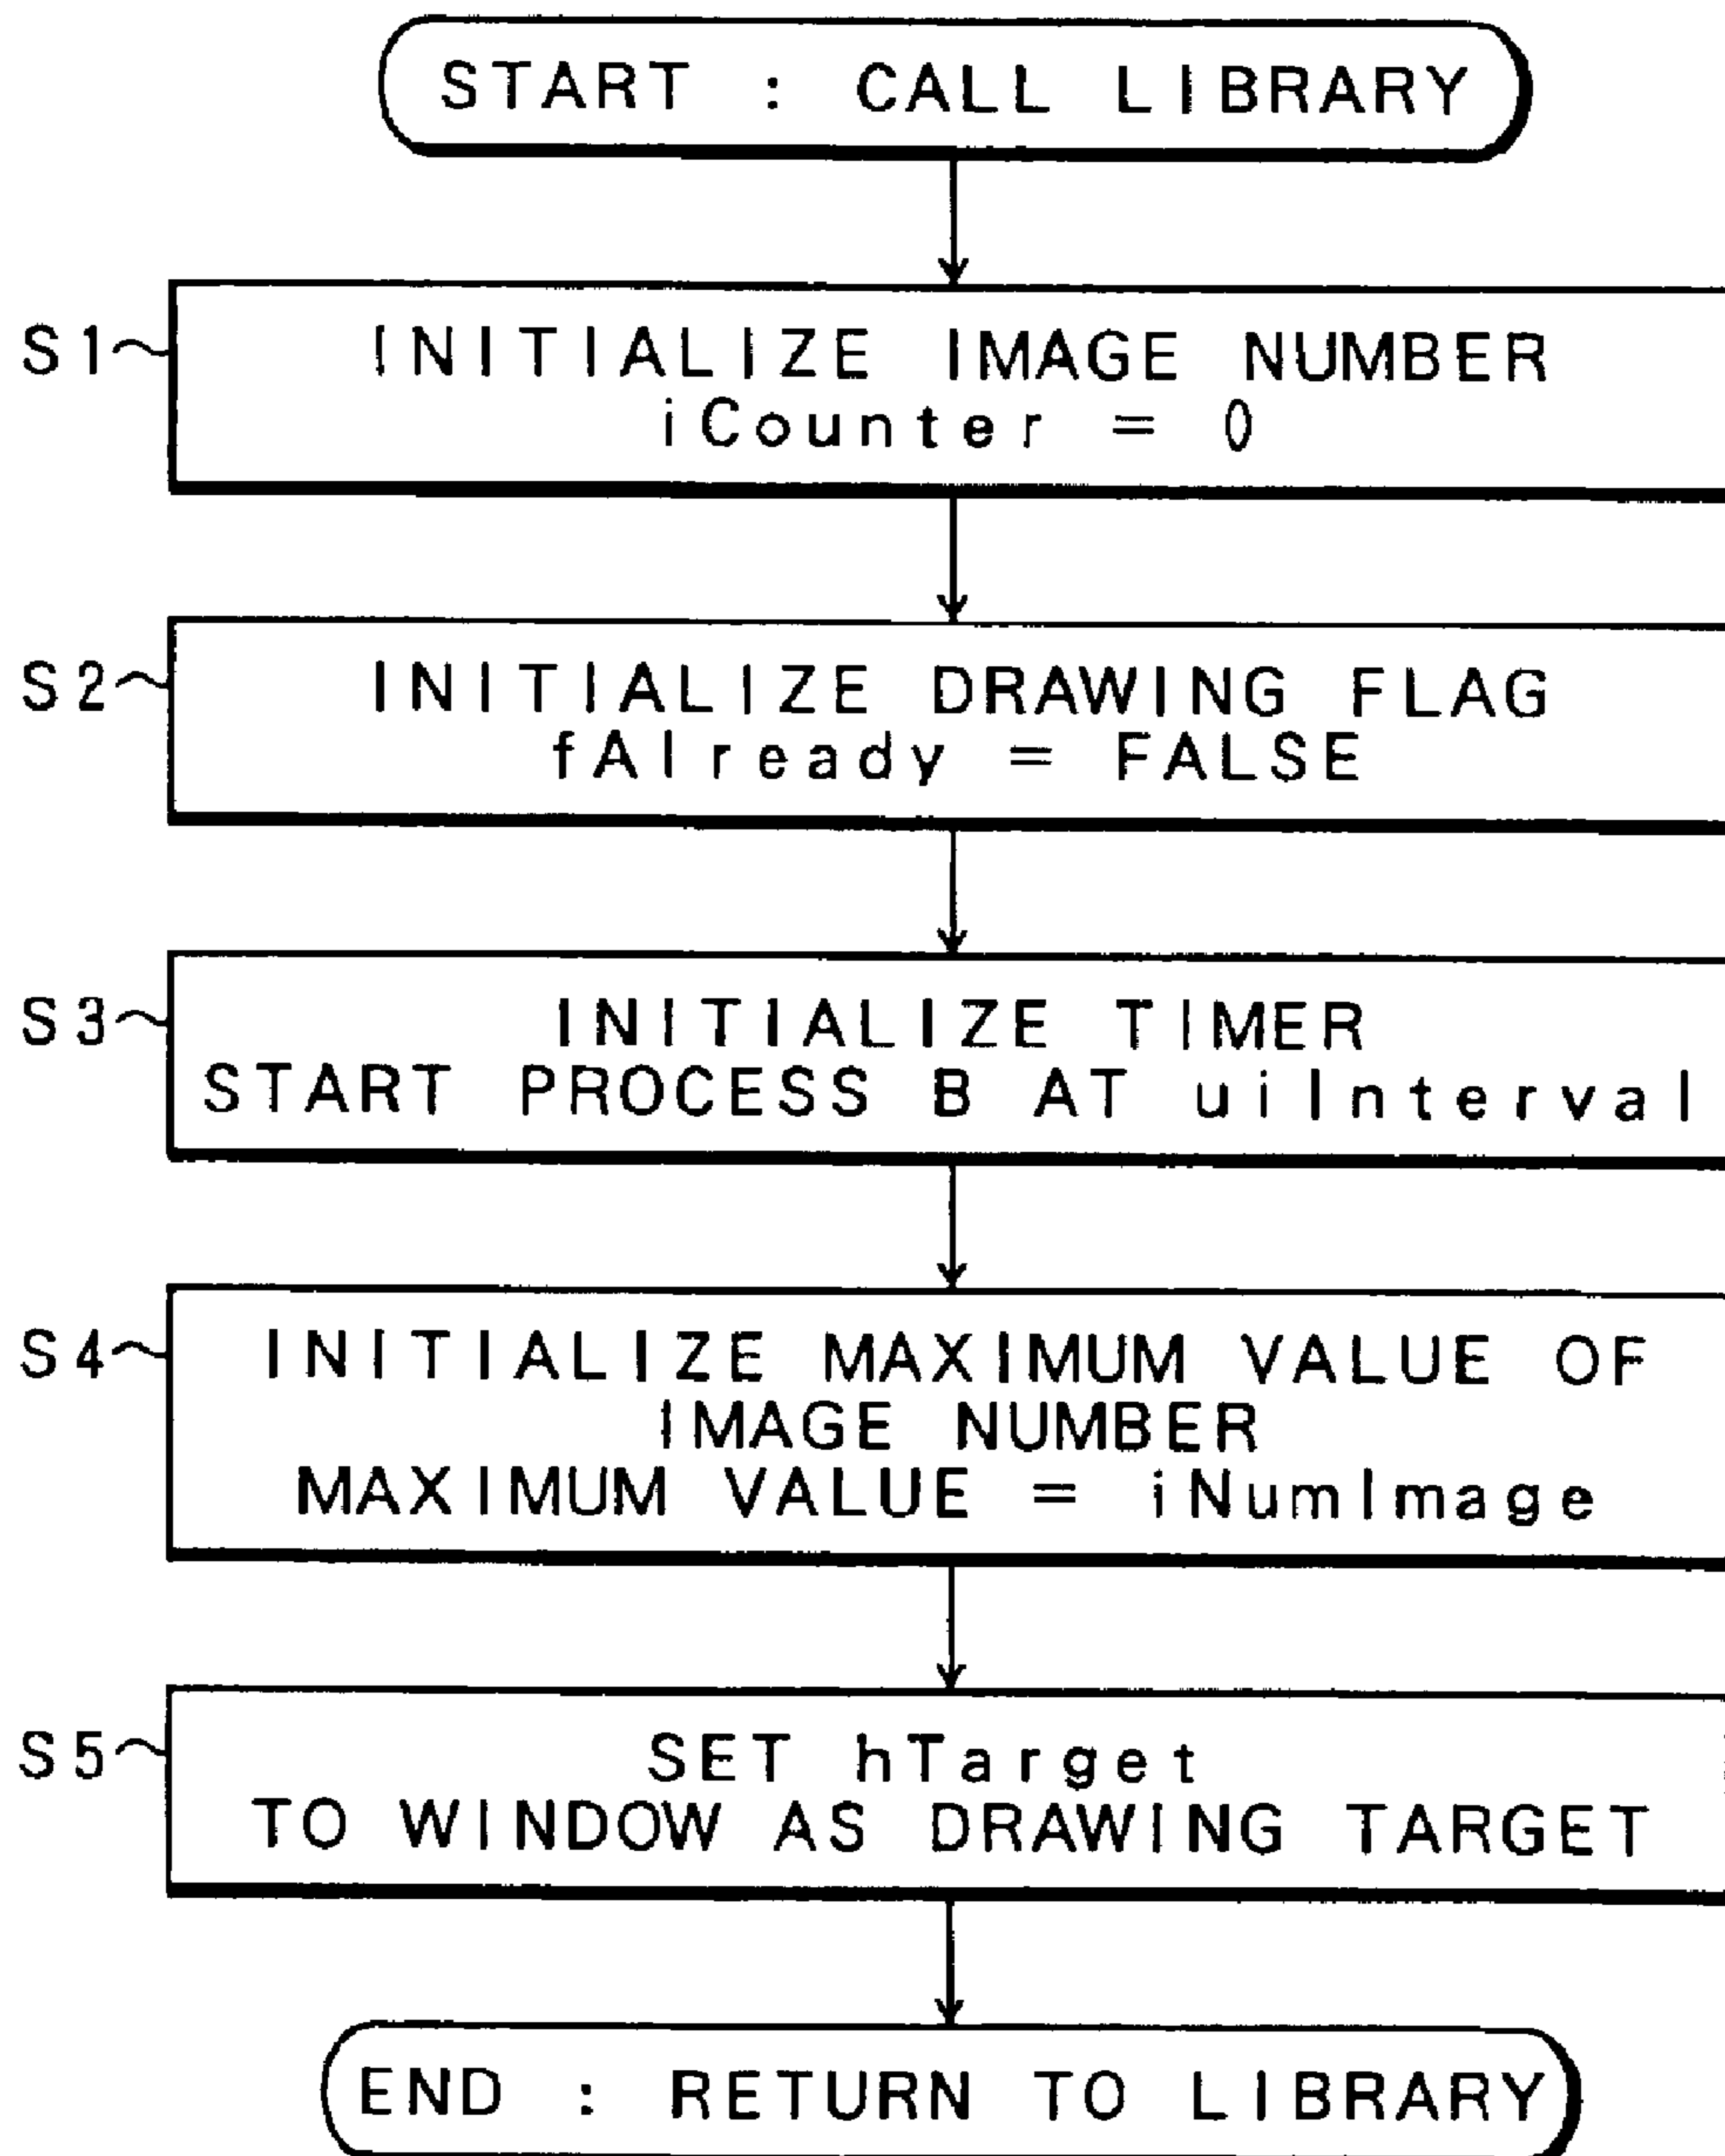 START : CALL LIBRARY
S1
INITIALIZE IMAGE NUMBER
iCounter = 0
S2
INITIALIZE DRAWING FLAG
fAlready = FALSE
S3
INITIALIZE TIMER
START PROCESS B AT uiInterval
S4
INITIALIZE MAXIMUM VALUE OF
IMAGE NUMBER
MAXIMUM VALUE = iNumImage
S5
SET hTarget
TO WINDOW AS DRAWING TARGET
END : RETURN TO LIBRARY